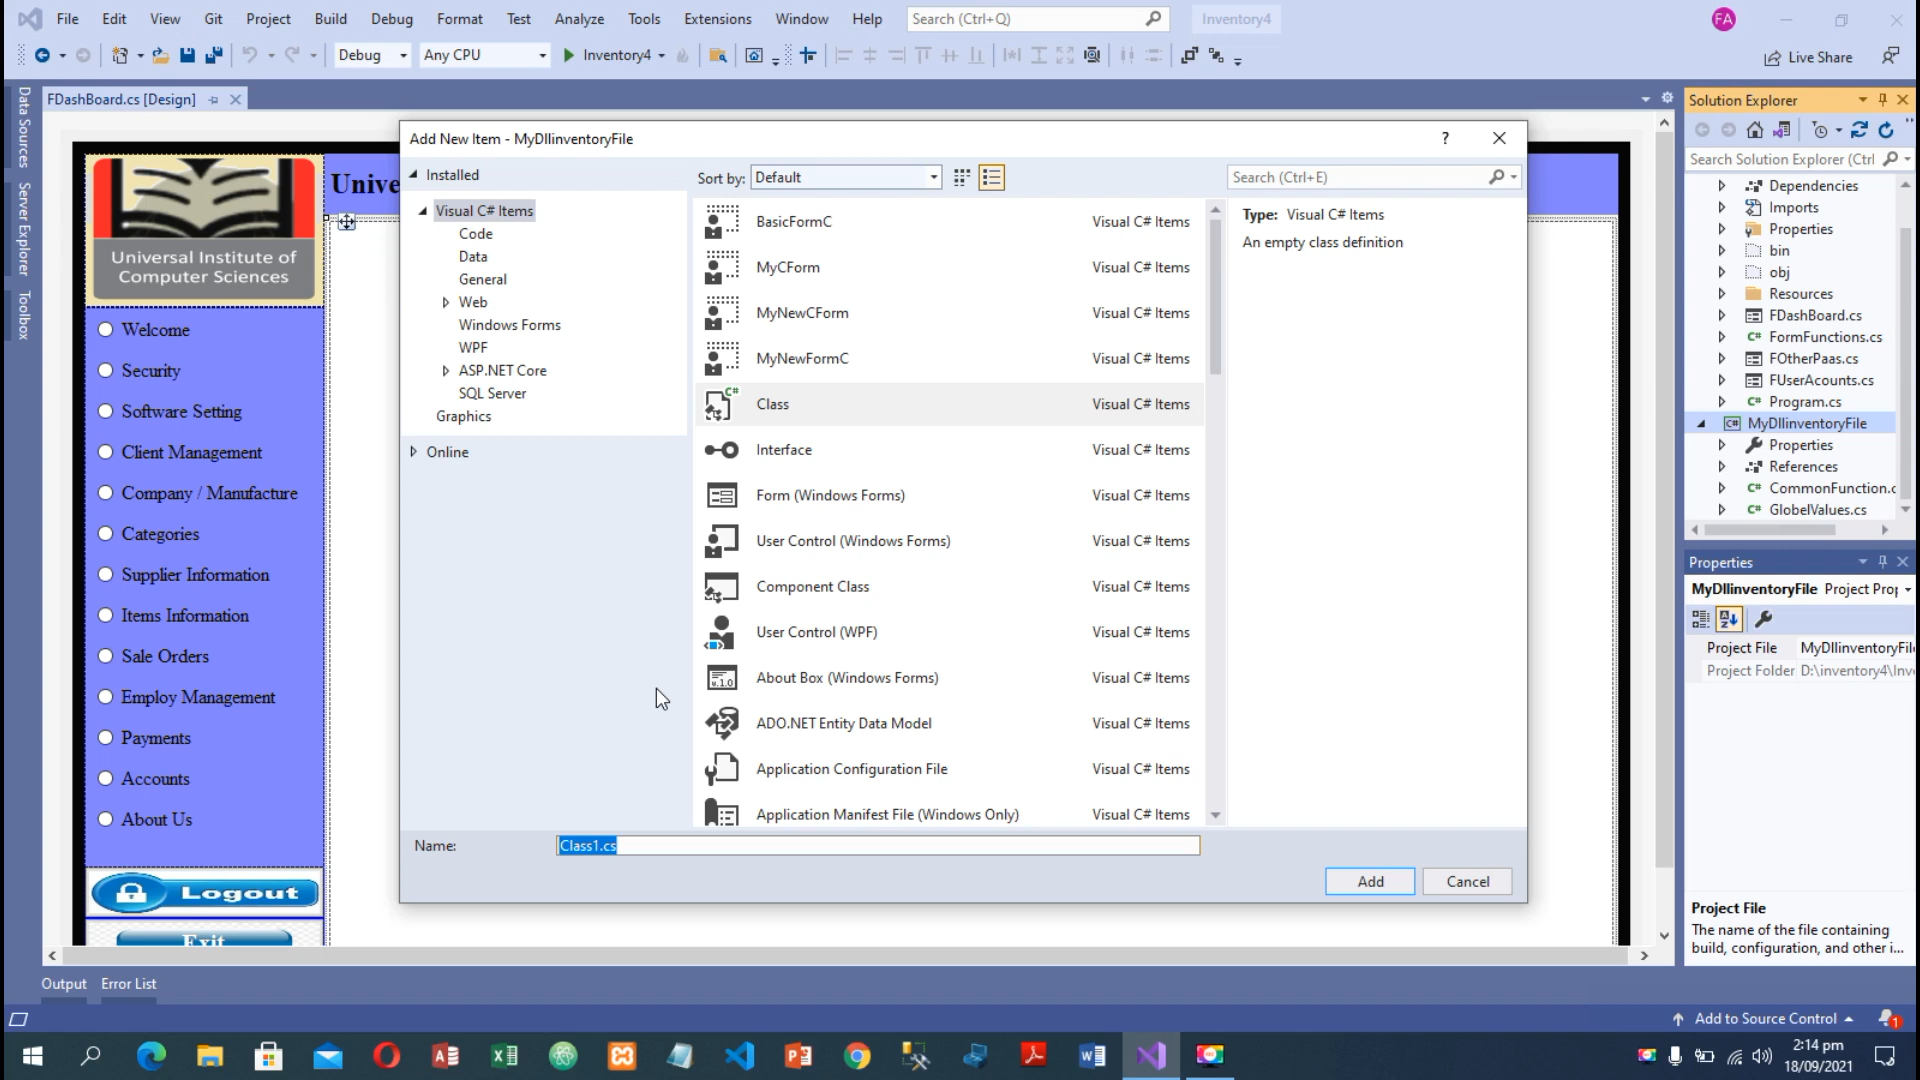 File Edit View Git Project Build Debug Format Test Analyze Tools Extensions Window Help Search (Ctrl+Q) Inventory4 FA
Debug Any CPU Inventory4 Live Share
FDashBoard.cs [Design]
Data Sources
Server Explorer
Toolbox
Universal Institute of
Computer Sciences
Unive
Welcome
Security
Software Setting
Client Management
Company / Manufacture
Categories
Supplier Information
Items Information
Sale Orders
Employ Management
Payments
Accounts
About Us
Logout
Exit
Add New Item - MyDllinventoryFile ?
Installed
Sort by: Default
Search (Ctrl+E)
Visual C# Items
Code
Data
General
Web
Windows Forms
WPF
ASP.NET Core
SQL Server
Graphics
Online
BasicFormC Visual C# Items
MyCForm Visual C# Items
MyNewCForm Visual C# Items
MyNewFormC Visual C# Items
C# Class Visual C# Items
Interface Visual C# Items
Form (Windows Forms) Visual C# Items
User Control (Windows Forms) Visual C# Items
Component Class Visual C# Items
User Control (WPF) Visual C# Items
v.1.0 About Box (Windows Forms) Visual C# Items
ADO.NET Entity Data Model Visual C# Items
Application Configuration File Visual C# Items
Application Manifest File (Windows Only) Visual C# Items
Type: Visual C# Items
An empty class definition
Name: Class1.cs
Add Cancel
Solution Explorer
Search Solution Explorer (Ctrl
Dependencies
Imports
Properties
bin
obj
Resources
FDashBoard.cs
C# FormFunctions.cs
FOtherPaas.cs
FUserAcounts.cs
C# Program.cs
C# MyDllinventoryFile
Properties
References
C# CommonFunction.c
C# GlobelValues.cs
Properties
MyDllinventoryFile Project Prop
A Z
Project File MyDllinventoryFil
Project Folder D:\inventory4\Inv
Project File
The name of the file containing
build, configuration, and other i...
Output Error List
Add to Source Control 1
2:14 pm
18/09/2021